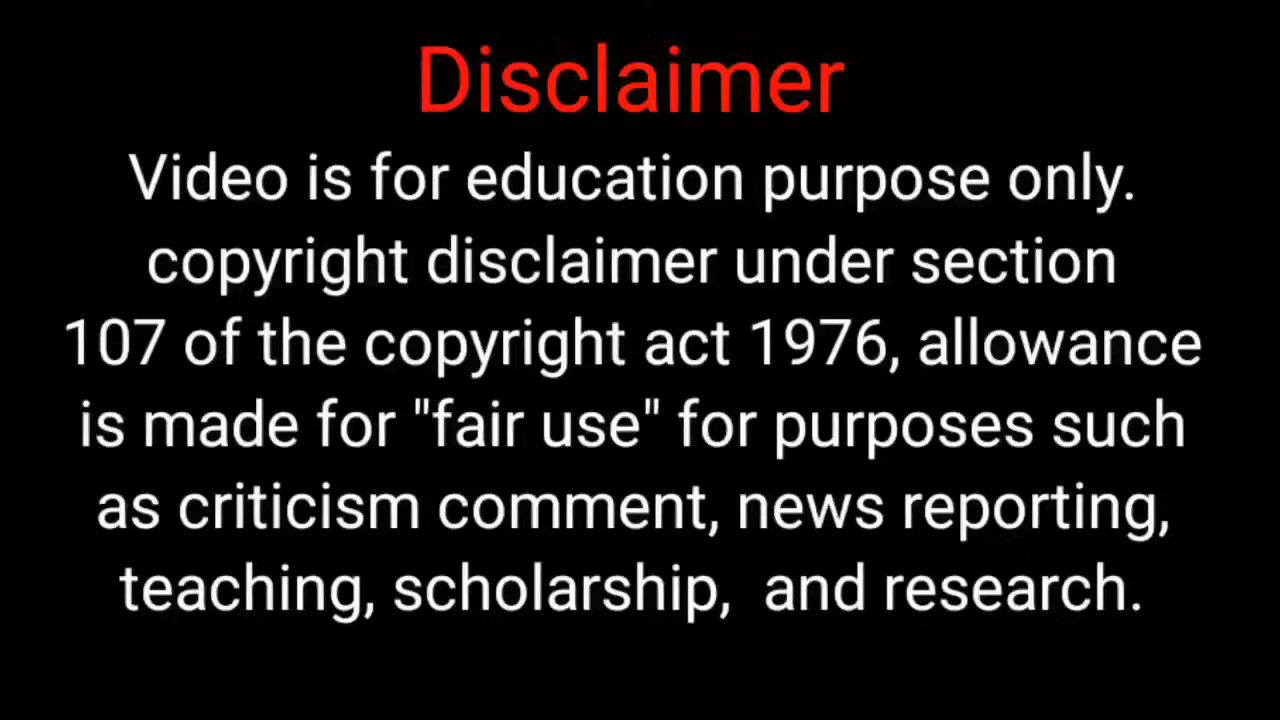 Disclaimer
Video is for education purpose only.
copyright disclaimer under section
107 of the copyright act 1976, allowance
is made for "fair use" for purposes such
as criticism comment, news reporting,
teaching, scholarship,  and research.